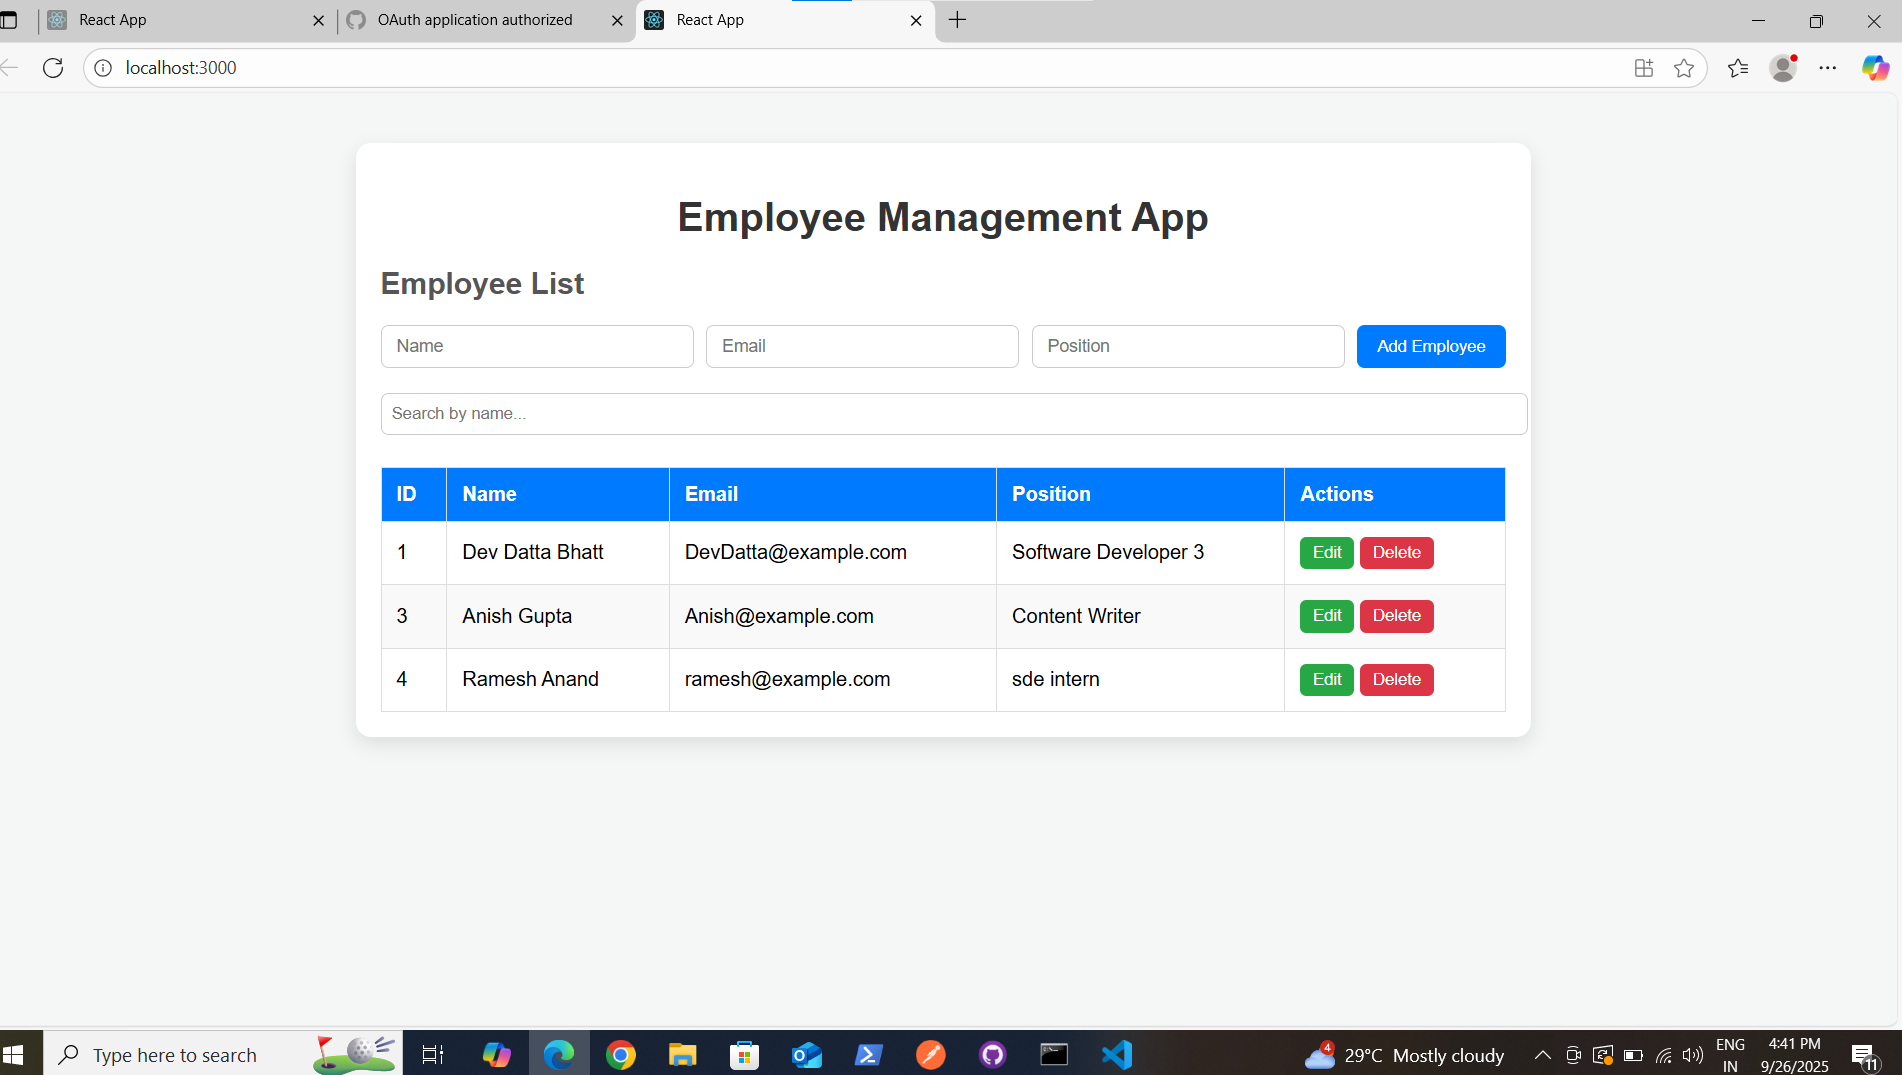 React App
OAuth application authorized
React App
localhost:3000
Employee Management App
Employee List
Name Email Position Add Employee
Search by name...
ID Name Email Position Actions
1 Dev Datta Bhatt DevDatta@example.com Software Developer 3 Edit Delete
3 Anish Gupta Anish@example.com Content Writer Edit Delete
4 Ramesh Anand ramesh@example.com sde intern Edit Delete
Type here to search
4
29°C Mostly cloudy
ENG
IN
4:41 PM
9/26/2025
11